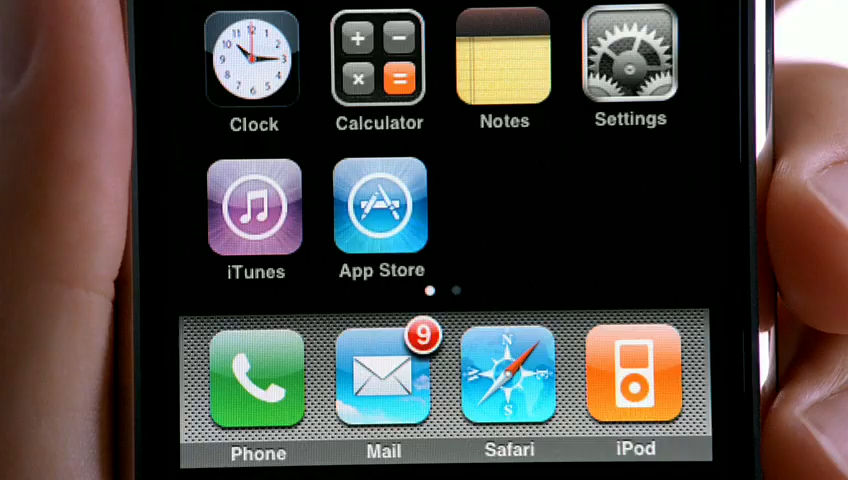 Clock Calculator Notes Settings
iTunes App Store
9
Phone Mail Safari iPod